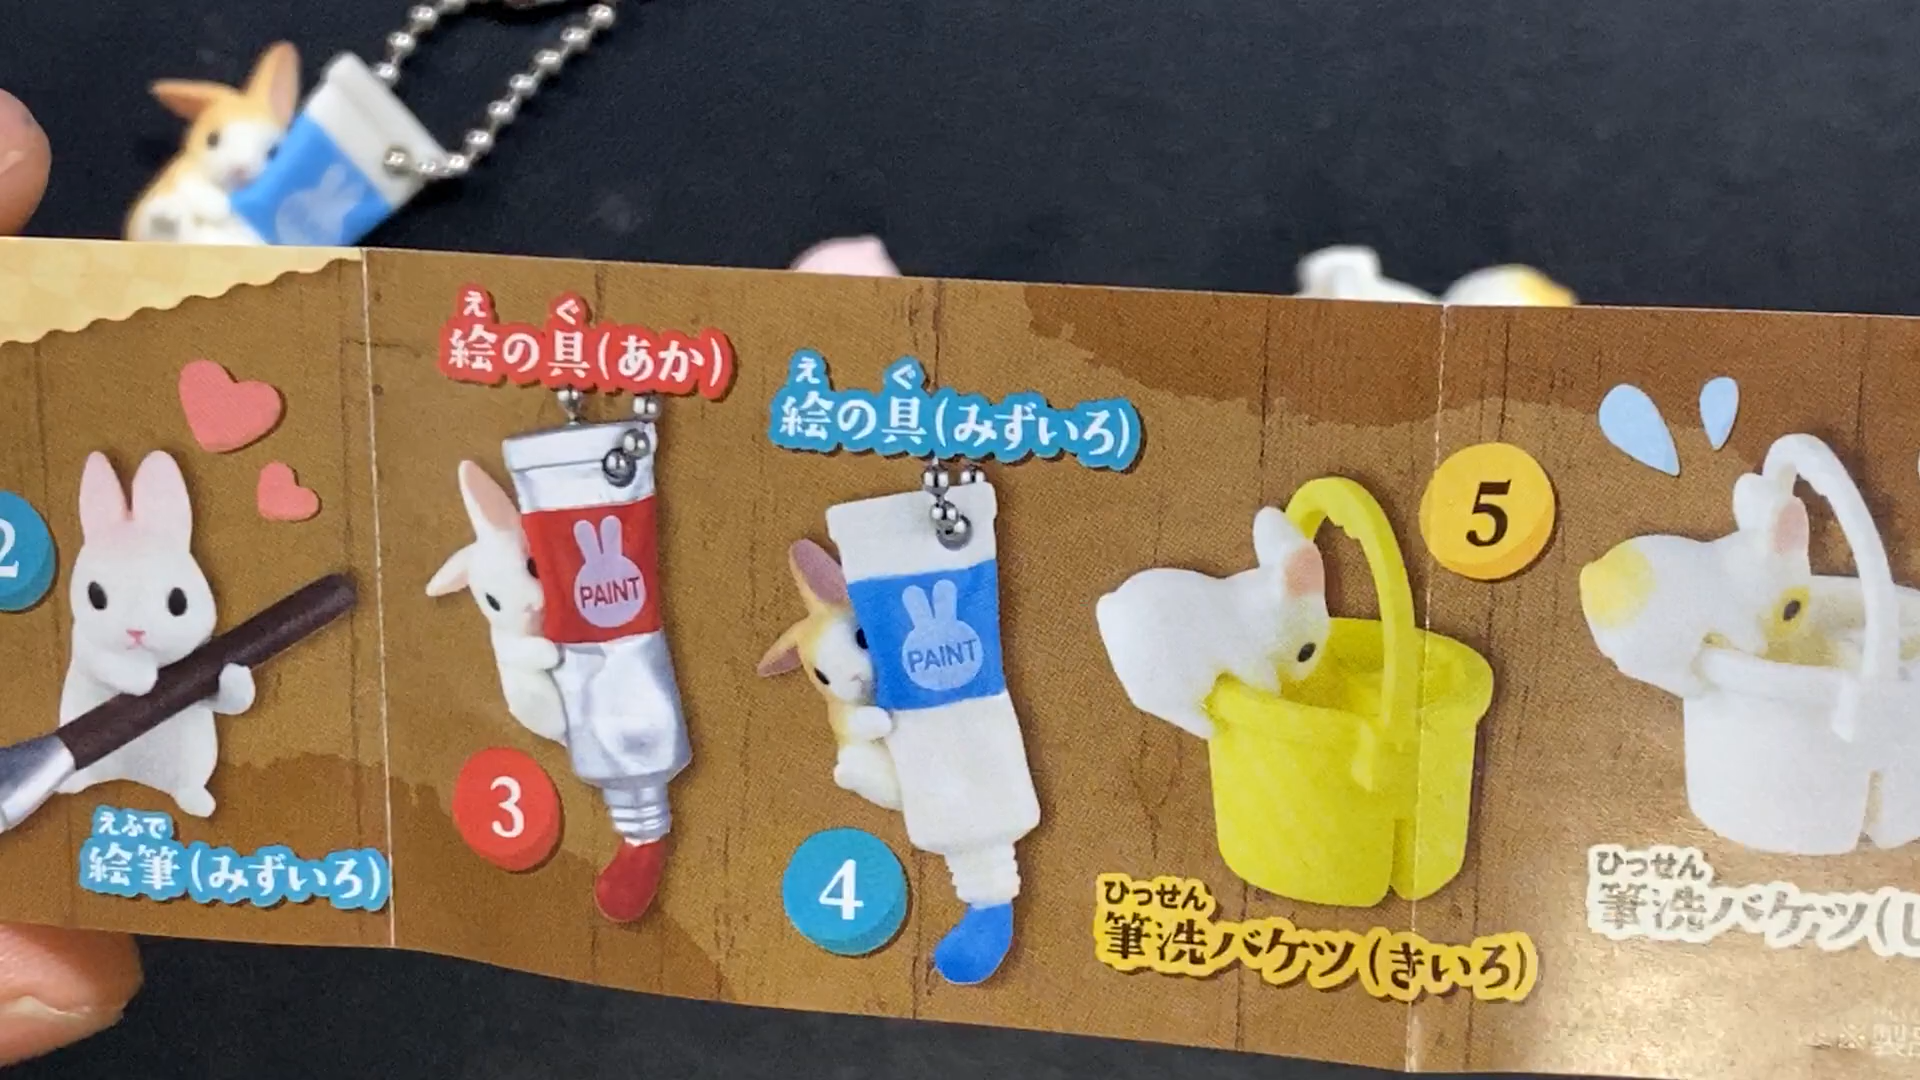 2
えふで
絵筆(みずいろ)
えぐ
絵の具(あか)
PAINT
3
えぐ
絵の具(みずいろ)
PAINT
4
ひっせん
筆洗バケツ(きいろ)
5
ひっせん
筆洗バケツ(し
※製